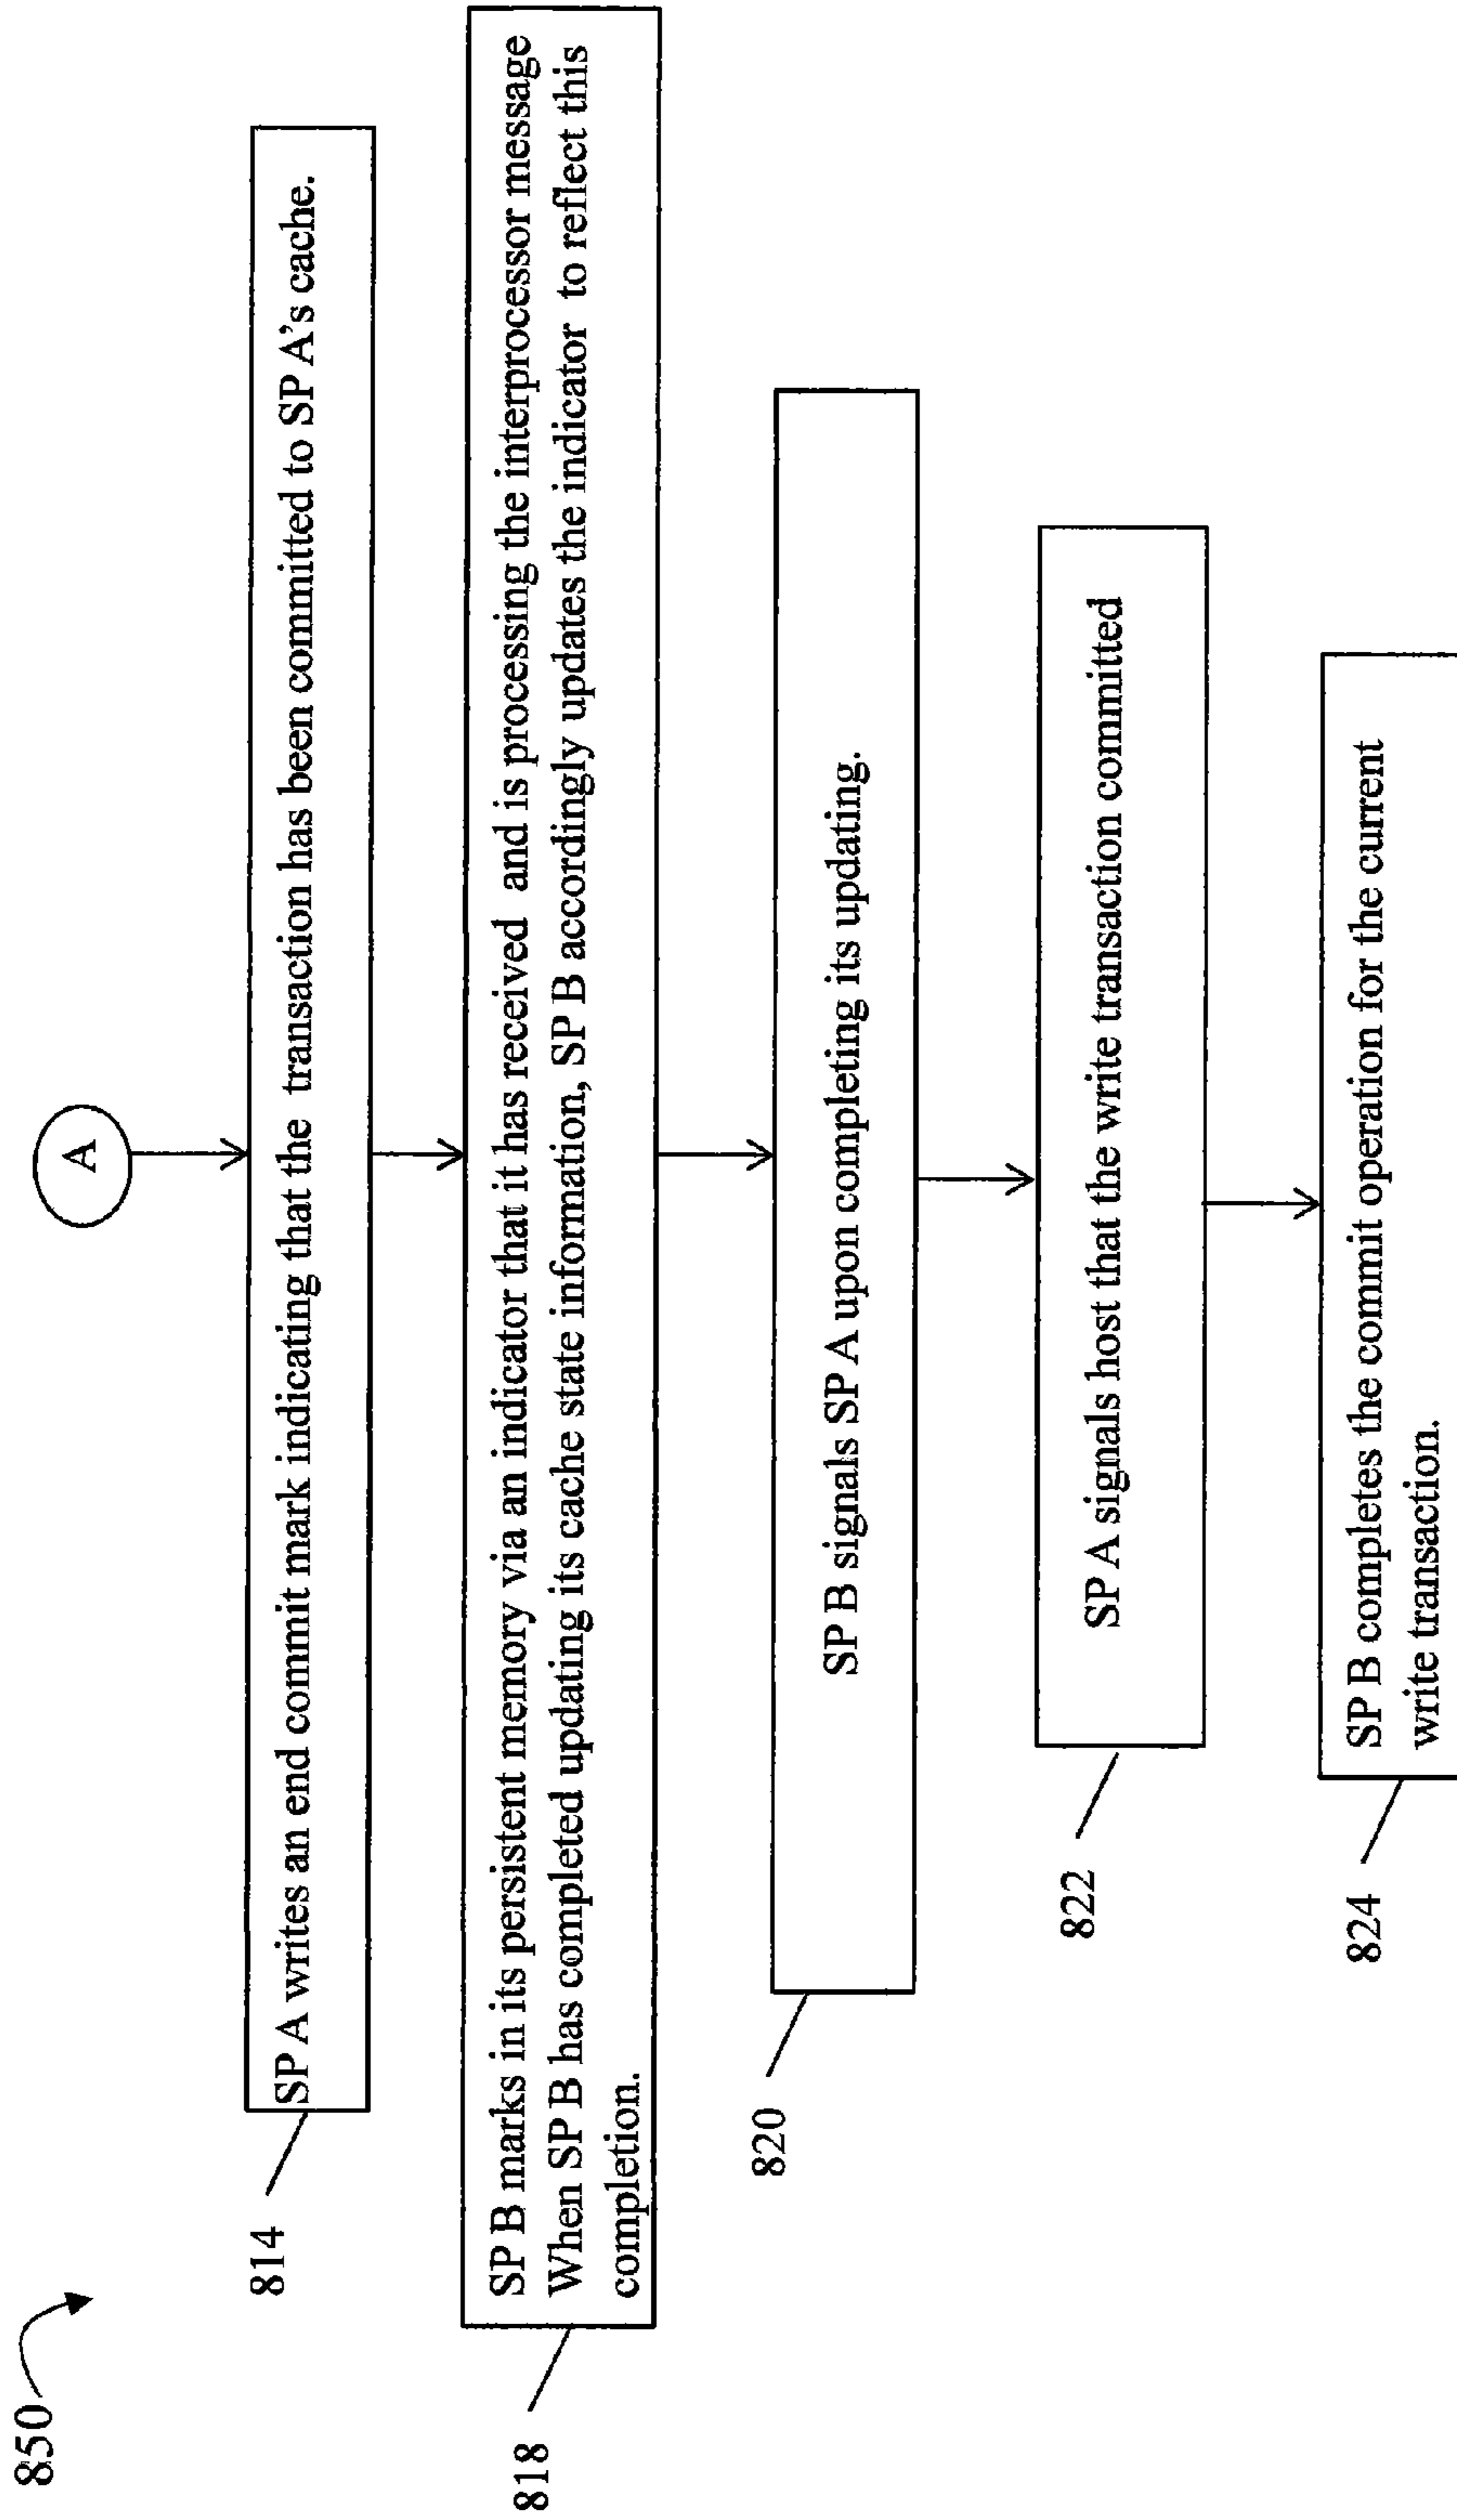 850
A
814
SP A writes an end commit mark indicating that the transaction has been committed to SP A's cache.
818
SP B marks in its persistent memory via an indicator that it has received and is processing the interprocessor message
When SP B has completed updating its cache state information, SP B accordingly updates the indicator to reflect this
completion.
820
SP B signals SP A upon completing its updating.
822
SP A signals host that the write transaction committed
824
SP B completes the commit operation for the current
write transaction.